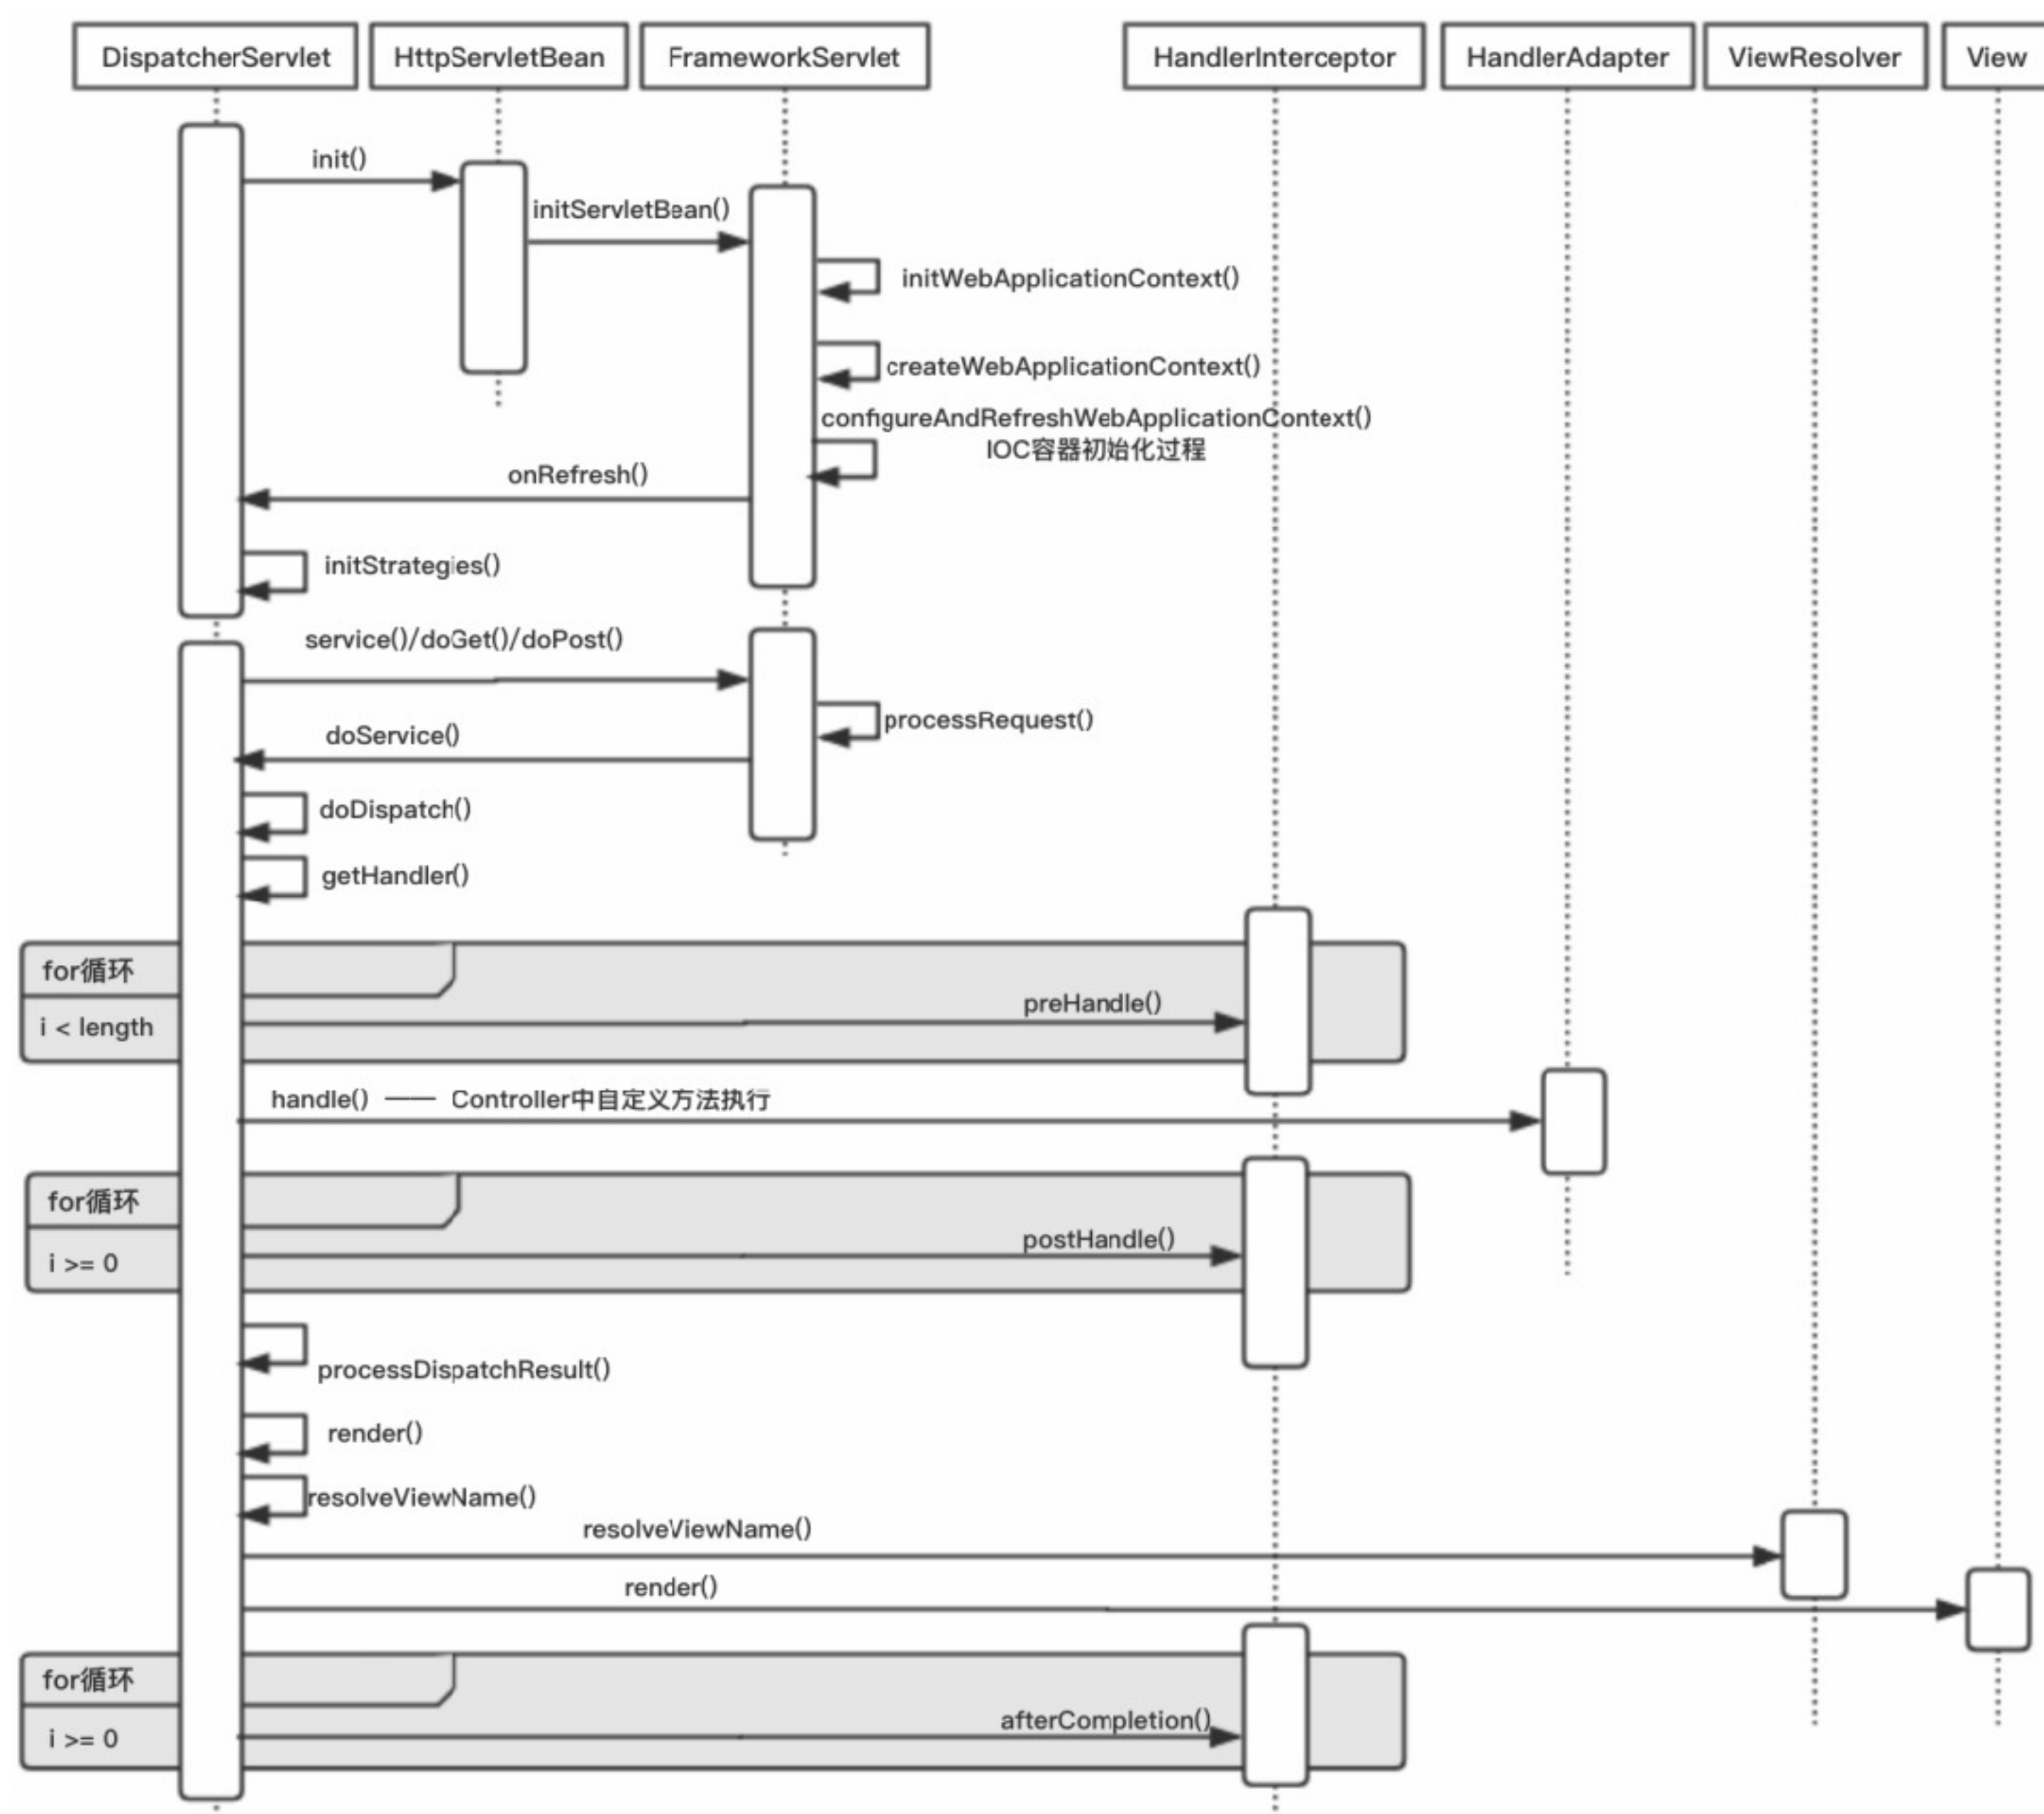 DispatcherServlet
HttpServletBean
FrameworkServlet
HandlerInterceptor
HandlerAdapter
ViewResolver
View
init()
initServletBean()
initWebApplicationContext()
createWebApplicationContext()
configureAndRefreshWebApplicationContext()
IOC容器初始化过程
onRefresh()
initStrategies()
service()/doGet()/doPost()
processRequest()
doService()
doDispatch()
getHandler()
for循环
preHandle()
i < length
handle() —— Controller中自定义方法执行
for循环
postHandle()
i >= 0
processDispatchResult()
render()
resolveViewName()
resolveViewName()
render()
for循环
afterCompletion()
i >= 0